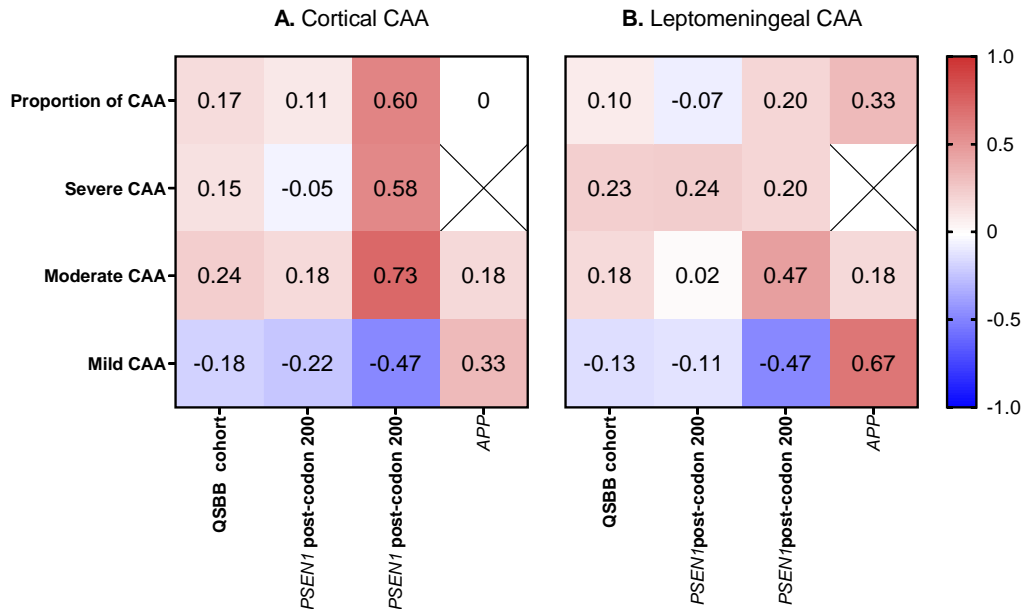 A. Cortical CAA
B. Leptomeningeal CAA
Proportion of CAA 0.17 0.11 0.60 0 0.10 -0.07 0.20 0.33
Severe CAA 0.15 -0.05 0.58 0.23 0.24 0.20
Moderate CAA 0.24 0.18 0.73 0.18 0.18 0.02 0.47 0.18
Mild CAA -0.18 -0.22 -0.47 0.33 -0.13 -0.11 -0.47 0.67
1.0
0.5
0
-0.5
-1.0
QSBB cohort
PSEN1 post-codon 200
PSEN1 post-codon 200
APP
QSBB cohort
PSEN1post-codon 200
PSEN1post-codon 200
APP